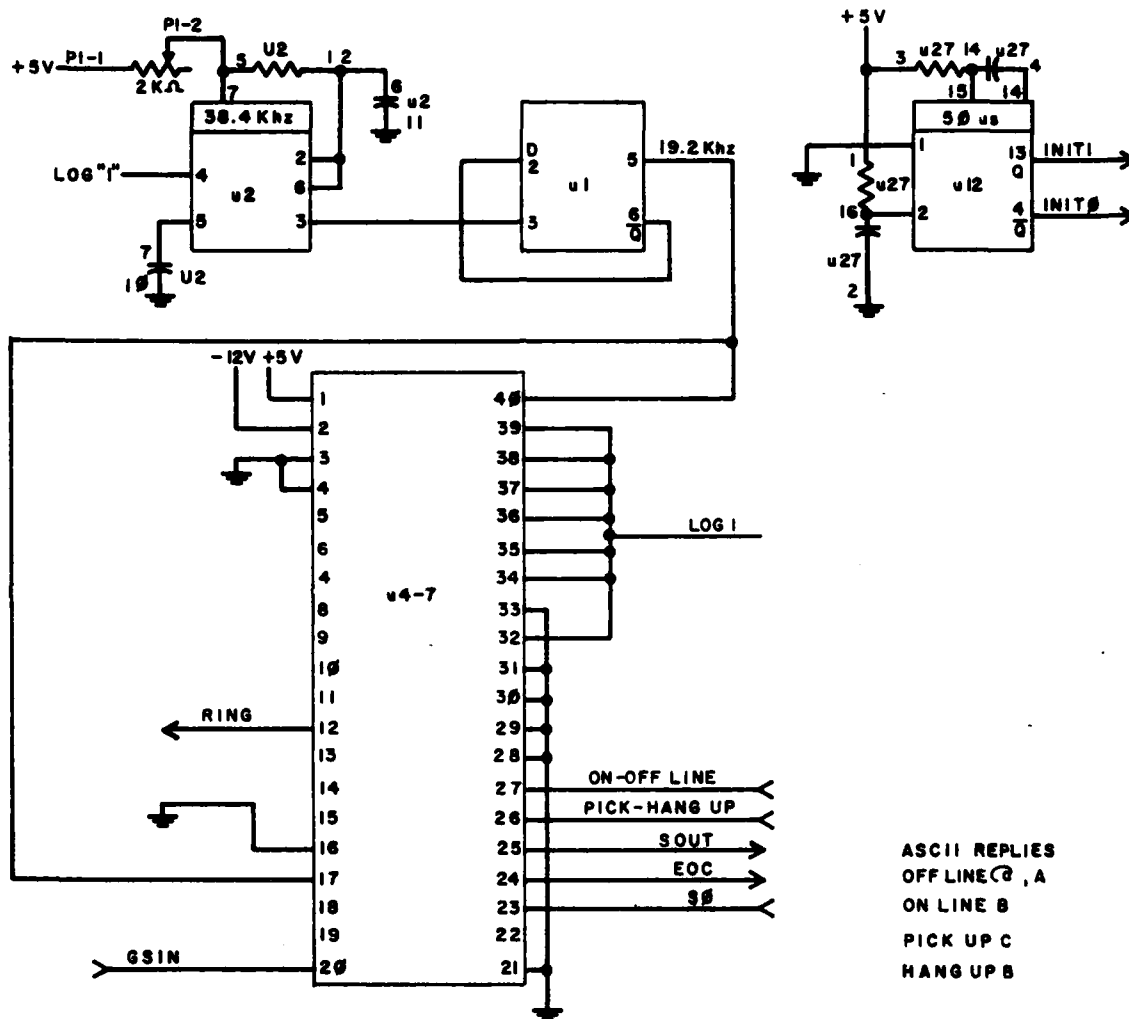 P1-2
+5V P1-1
2KΩ
5 U2 1 2
7
38.4Khz
6
u2
11
LOG"1"
4
2
6
u2
5
3
7
1Ø
U2
D
2
5
u1
3
6
Q
19.2Khz
+5V
3 u27 14 u27 4
15 14
5Ø us
1
13
Q
INIT1
1
u27
u12
16
2
4
Q
INITØ
u27
2
-12V +5V
1 4Ø
2 39
3 38
4 37
5 36
LOG 1
6 35
4 34
u4-7
8 33
9 32
1Ø 31
11 3Ø
RING
12 29
13 28
14 27 ON-OFF LINE
15 26 PICK-HANG UP
16 25 SOUT
17 24 EOC
18 23 SØ
19 22
GSIN 2Ø 21
ASCII REPLIES
OFF LINE @, A
ON LINE B
PICK UP C
HANG UP B